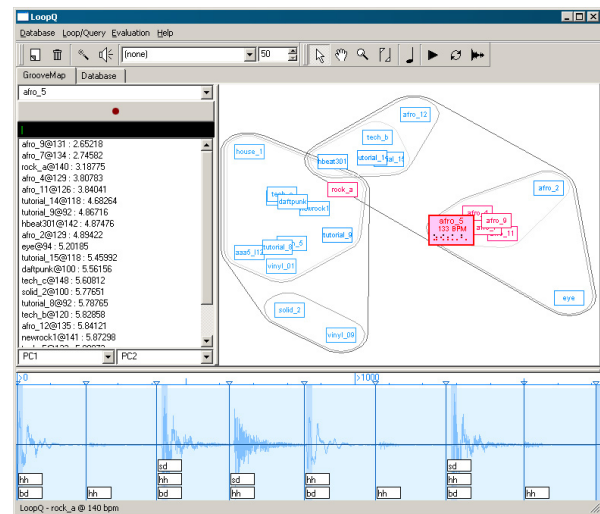 LoopQ
Database Loop/Query Evaluation Help
(none) 50
GrooveMap Database
afro_5
afro_9@131 : 2.65218
afro_7@134 : 2.74582
rock_a@140 : 3.18775
afro_4@129 : 3.80783
afro_11@126 : 3.84041
tutorial_14@118 : 4.68264
tutorial_9@92 : 4.86716
hbeat301@142 : 4.87476
afro_2@129 : 4.89422
eye@94 : 5.20185
tutorial_15@118 : 5.45992
daftpunk@100 : 5.56156
tech_c@148 : 5.60812
solid_2@100 : 5.77651
tutorial_8@92 : 5.78765
tech_b@120 : 5.82858
afro_12@135 : 5.84121
newrock1@141 : 5.87298
PC1 PC2
afro_12
tech_b
house_1
hbeat301
rock_a
afro_2
daftpunk
afro_9
afro_5
133 BPM
tutorial_9
tutorial_8
vinyl_01
eye
solid_2
vinyl_09
>0 >1000
sd sd
hh hh sd hh hh
bd hh bd hh bd hh bd hh
LoopQ - rock_a @ 140 bpm